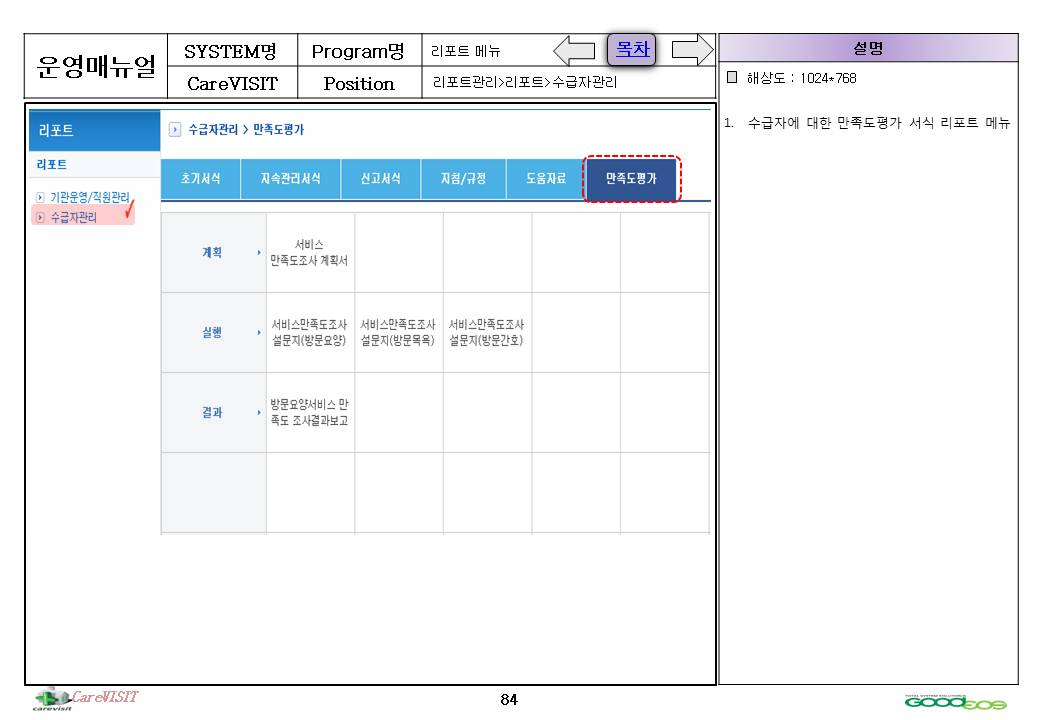 운영매뉴얼
SYSTEM명
Program명
리포트 메뉴
목차
설명
CareVISIT
Position
리포트관리>리포트>수급자관리
□ 해상도 : 1024*768
1. 수급자에 대한 만족도평가 서식 리포트 메뉴
리포트
리포트
기관운영/직원관리
수급자관리
수급자관리 > 만족도평가
초기서식
지속관리서식
신고서식
지침/규정
도움자료
만족도평가
계획
서비스
만족도조사 계획서
실행
서비스만족도조사
설문지(방문요양)
서비스만족도조사
설문지(방문목욕)
서비스만족도조사
설문지(방문간호)
결과
방문요양서비스 만
족도 조사결과보고
carevisit
CareVISIT
84
TOTAL SYSTEM SOLUTIONS
GOODEOS